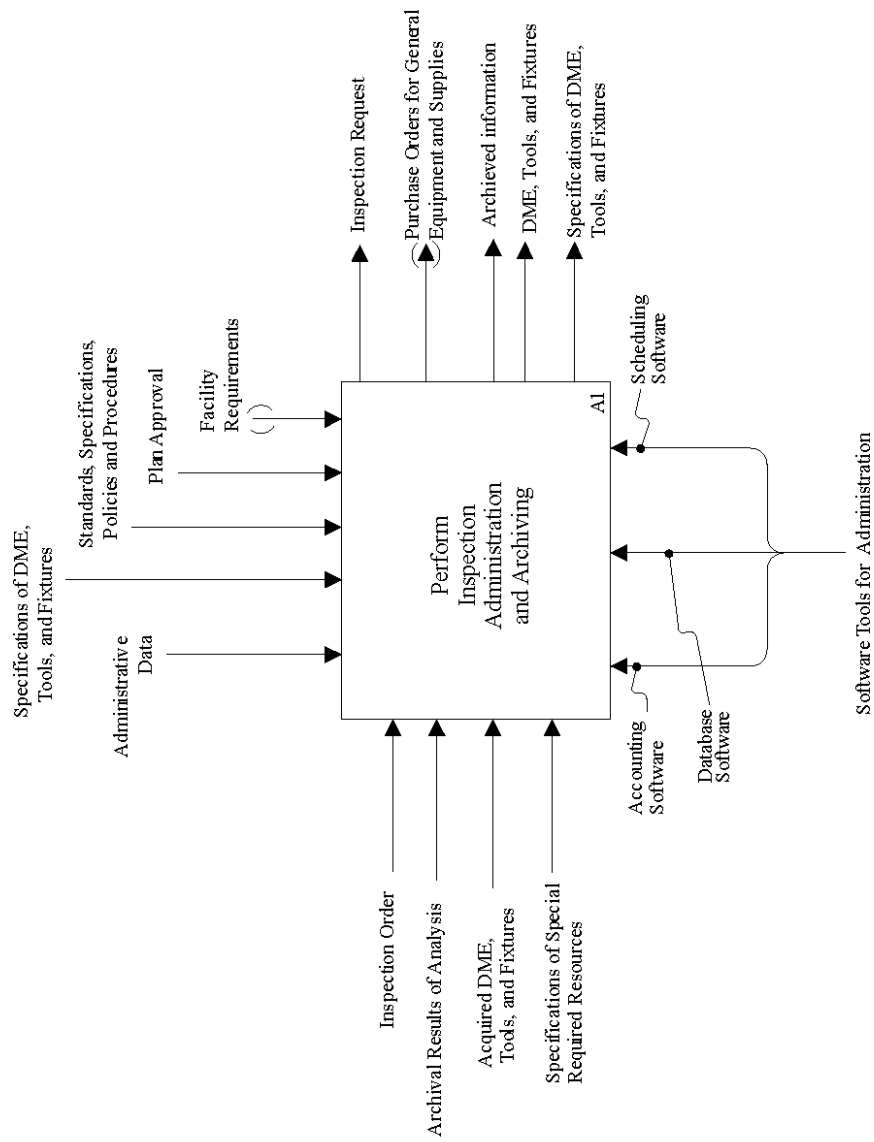 Specifications of DME,
Tools, and Fixtures
Administrative
Data
Standards, Specifications,
Policies and Procedures
Plan Approval
Facility
Requirements
Inspection Order
Archival Results of Analysis
Acquired DME,
Tools, and Fixtures
Specifications of Special
Required Resources
Perform
Inspection
Administration
and Archiving
A1
Inspection Request
Purchase Orders for General
Equipment and Supplies
Archieved information
DME, Tools, and Fixtures
Specifications of DME,
Tools, and Fixtures
Accounting
Software
Database
Software
Scheduling
Software
Software Tools for Administration